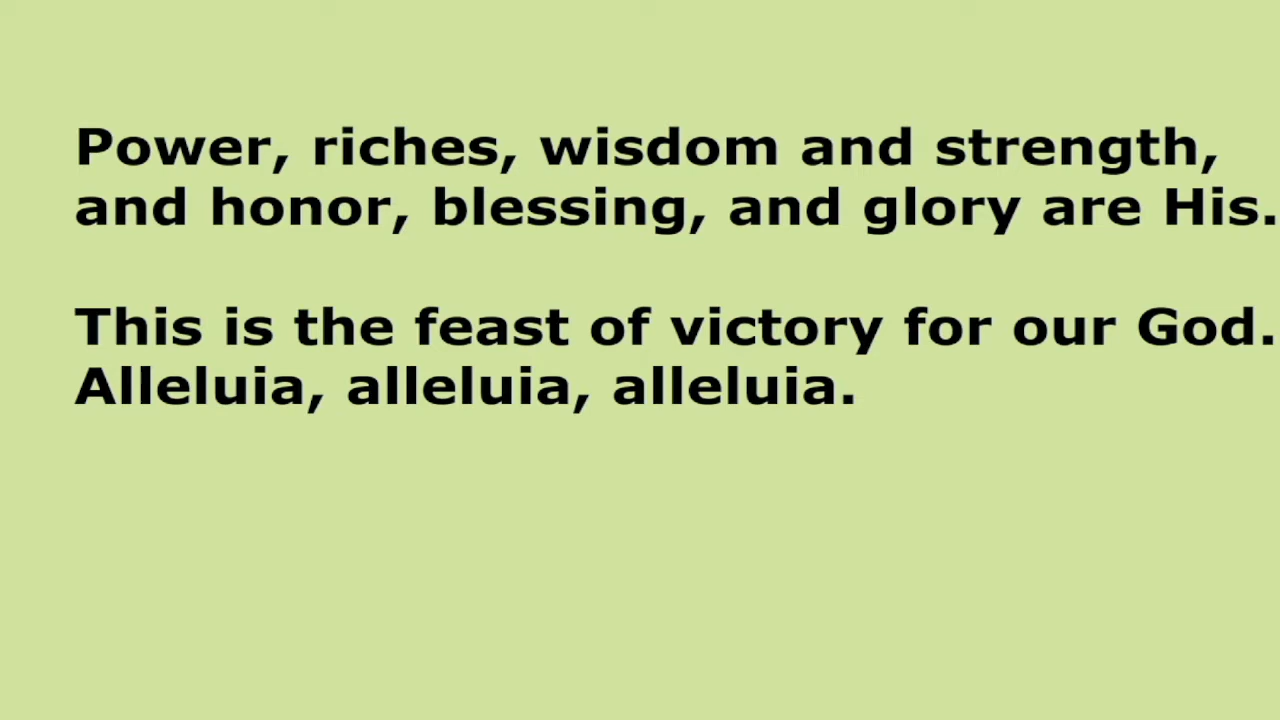 Power, riches, wisdom and strength,
and honor, blessing, and glory are His.
This is the feast of victory for our God.
Alleluia, alleluia, alleluia.